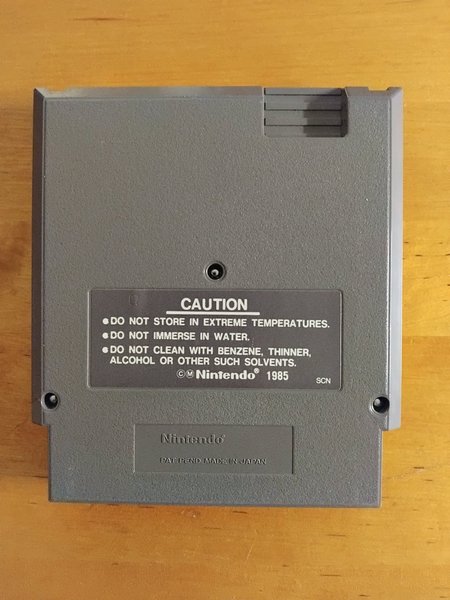 CAUTION
●DO NOT STORE IN EXTREME TEMPERATURES.
●DO NOT IMMERSE IN WATER.
●DO NOT CLEAN WITH BENZENE, THINNER,
ALCOHOL OR OTHER SUCH SOLVENTS.
©Ⓜ Nintendo® 1985
SCN
Nintendo®
PAT. PEND. MADE IN JAPAN